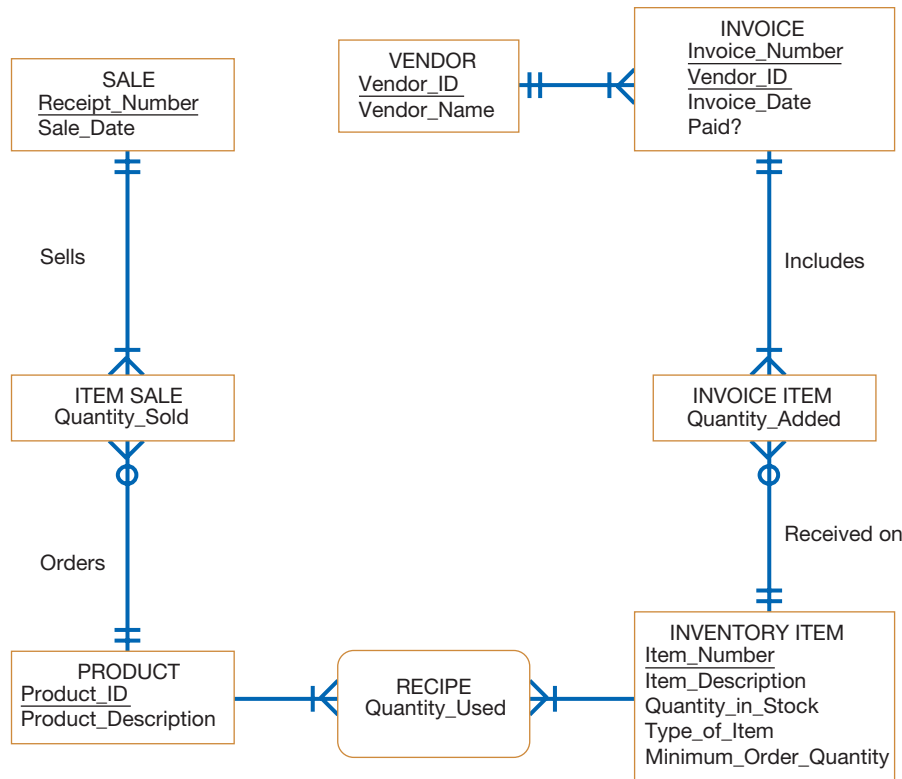 SALE
Receipt_Number
Sale_Date
VENDOR
Vendor_ID
Vendor_Name
INVOICE
Invoice_Number
Vendor_ID
Invoice_Date
Paid?
Sells
Includes
ITEM SALE
Quantity_Sold
INVOICE ITEM
Quantity_Added
Orders
Received on
PRODUCT
Product_ID
Product_Description
RECIPE
Quantity_Used
INVENTORY ITEM
Item_Number
Item_Description
Quantity_in_Stock
Type_of_Item
Minimum_Order_Quantity